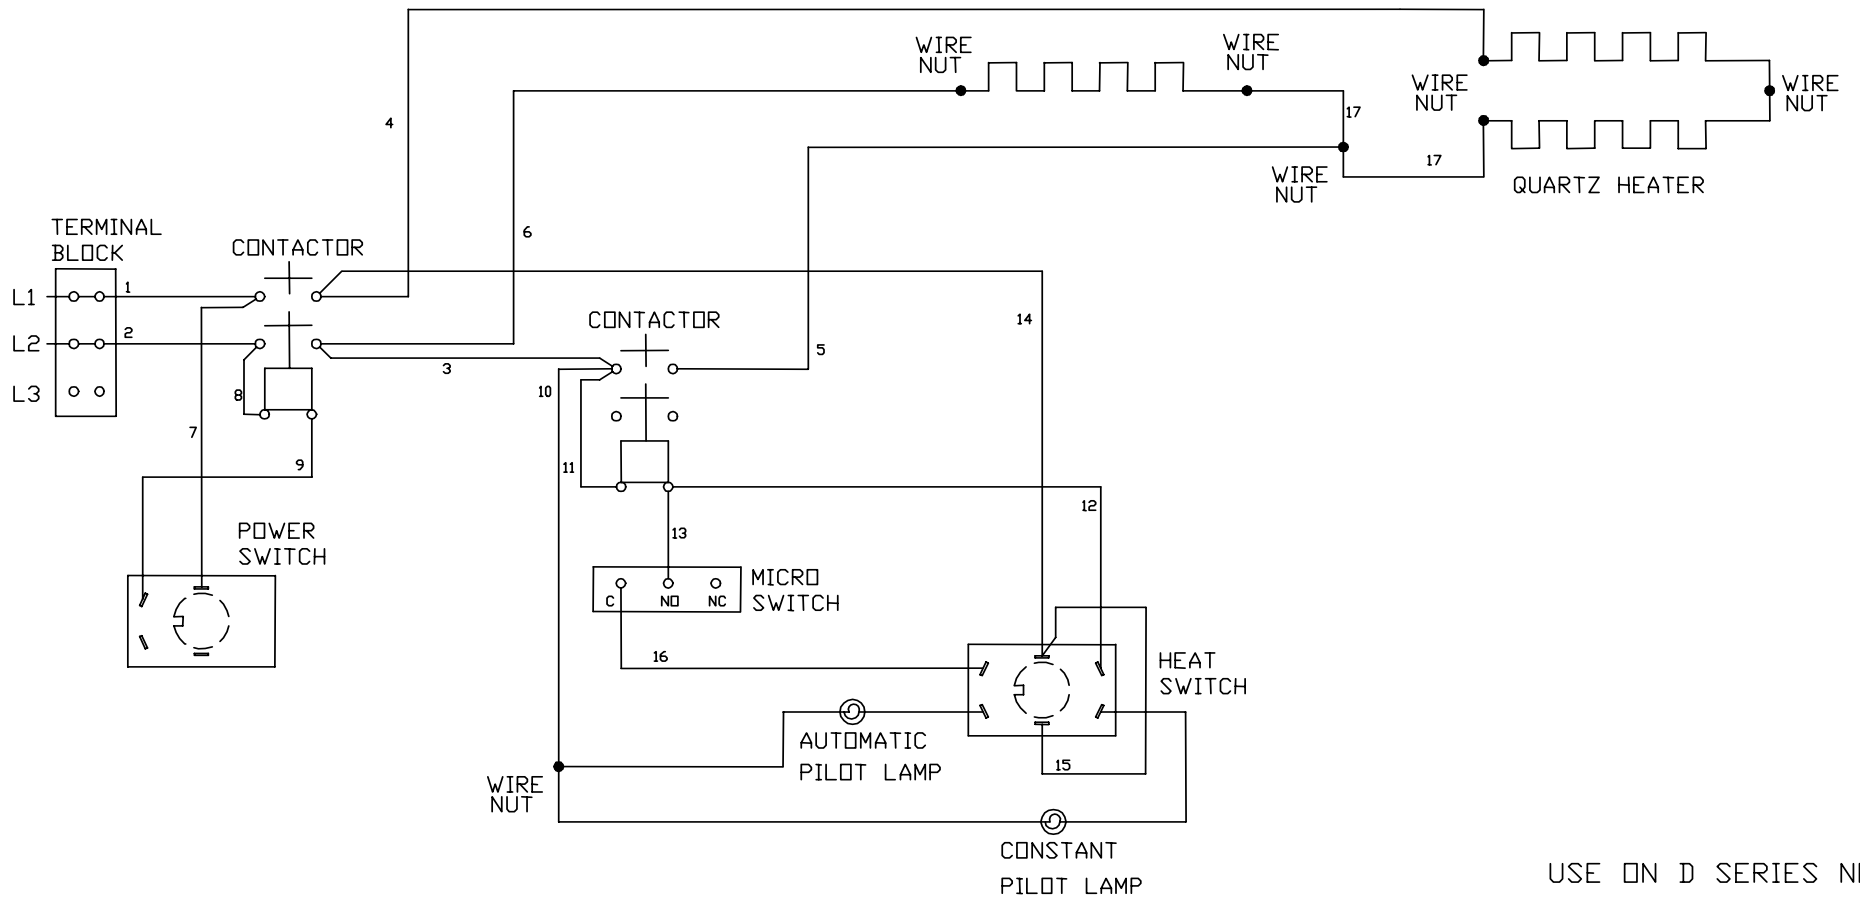 WIRE
NUT
WIRE
NUT
WIRE
NUT
WIRE
NUT
4
17
17
WIRE
NUT
QUARTZ HEATER
6
TERMINAL
BLOCK
CONTACTOR
L1
1
L2
2
L3
CONTACTOR
14
5
3
8
10
7
9
11
12
13
POWER
SWITCH
MICRO
SWITCH
C
NO
NC
16
HEAT
SWITCH
AUTOMATIC
PILOT LAMP
15
WIRE
NUT
CONSTANT
PILOT LAMP
USE ON D SERIES